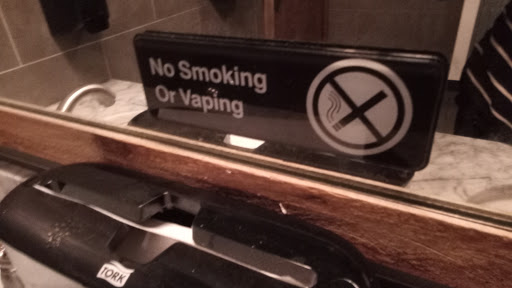 No Smoking
Or Vaping
TORK